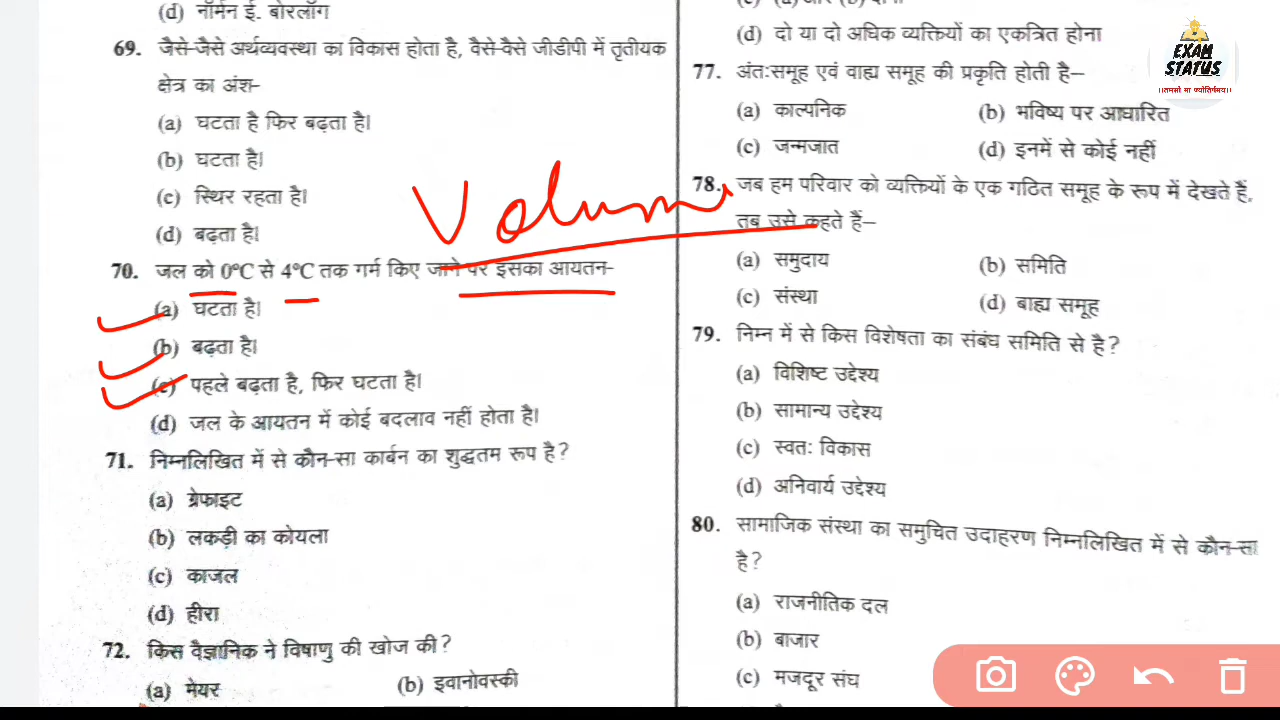 (d) नॉर्मन ई. बोरलॉग
69. जैसे-जैसे अर्थव्यवस्था का विकास होता है, वैसे-वैसे जीडीपी में तृतीयक
क्षेत्र का अंश-
(a) घटता है फिर बढ़ता है।
(b) घटता है।
(c) स्थिर रहता है।
(d) बढ़ता है।
70. जल को 0°C से 4°C तक गर्म किए जाने पर इसका आयतन-
(a) घटता है।
(b) बढ़ता है।
(c) पहले बढ़ता है, फिर घटता है।
(d) जल के आयतन में कोई बदलाव नहीं होता है।
71. निम्नलिखित में से कौन-सा कार्बन का शुद्धतम रूप है?
(a) ग्रेफाइट
(b) लकड़ी का कोयला
(c) काजल
(d) हीरा
72. किस वैज्ञानिक ने विषाणु की खोज की?
(a) मेयर (b) इवानोवस्की
(d) दो या दो अधिक व्यक्तियों का एकत्रित होना
77. अंतःसमूह एवं वाह्य समूह की प्रकृति होती है–
(a) काल्पनिक (b) भविष्य पर आधारित
(c) जन्मजात (d) इनमें से कोई नहीं
78. जब हम परिवार को व्यक्तियों के एक गठित समूह के रूप में देखते हैं,
तब उसे कहते हैं–
(a) समुदाय (b) समिति
(c) संस्था (d) बाह्य समूह
79. निम्न में से किस विशेषता का संबंध समिति से है?
(a) विशिष्ट उद्देश्य
(b) सामान्य उद्देश्य
(c) स्वतः विकास
(d) अनिवार्य उद्देश्य
80. सामाजिक संस्था का समुचित उदाहरण निम्नलिखित में से कौन-सा
है?
(a) राजनीतिक दल
(b) बाजार
(c) मजदूर संघ
EXAM
STATUS
।।तमसो मा ज्योतिर्गमय।।